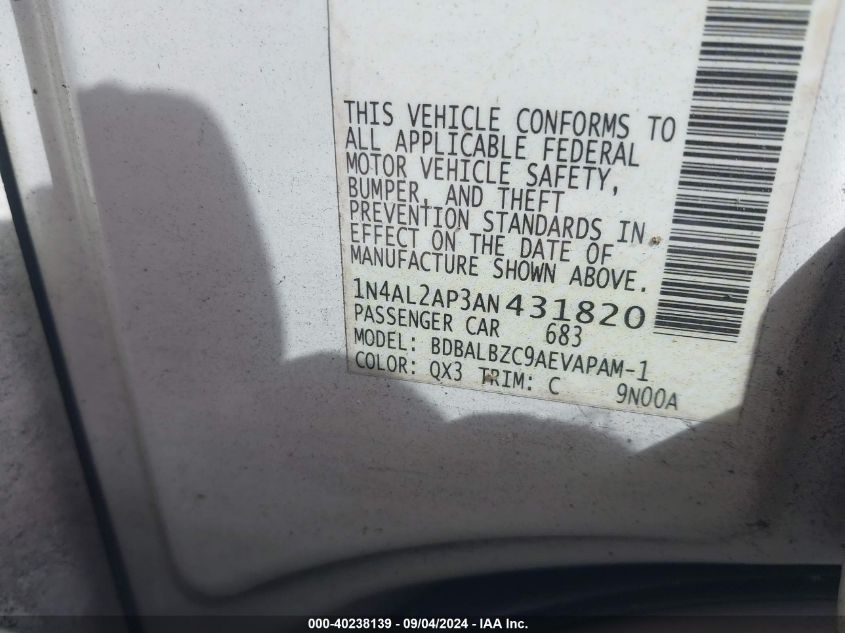 THIS VEHICLE CONFORMS TO
ALL APPLICABLE FEDERAL
MOTOR VEHICLE SAFETY,
BUMPER, AND THEFT
PREVENTION STANDARDS IN
EFFECT ON THE DATE OF
MANUFACTURE SHOWN ABOVE.
1N4AL2AP3AN431820
PASSENGER CAR 683
MODEL: BDBALBZC9AEVAPAM-1
COLOR: QX3 TRIM: C 9N00A
000-40238139 - 09/04/2024 - IAA Inc.